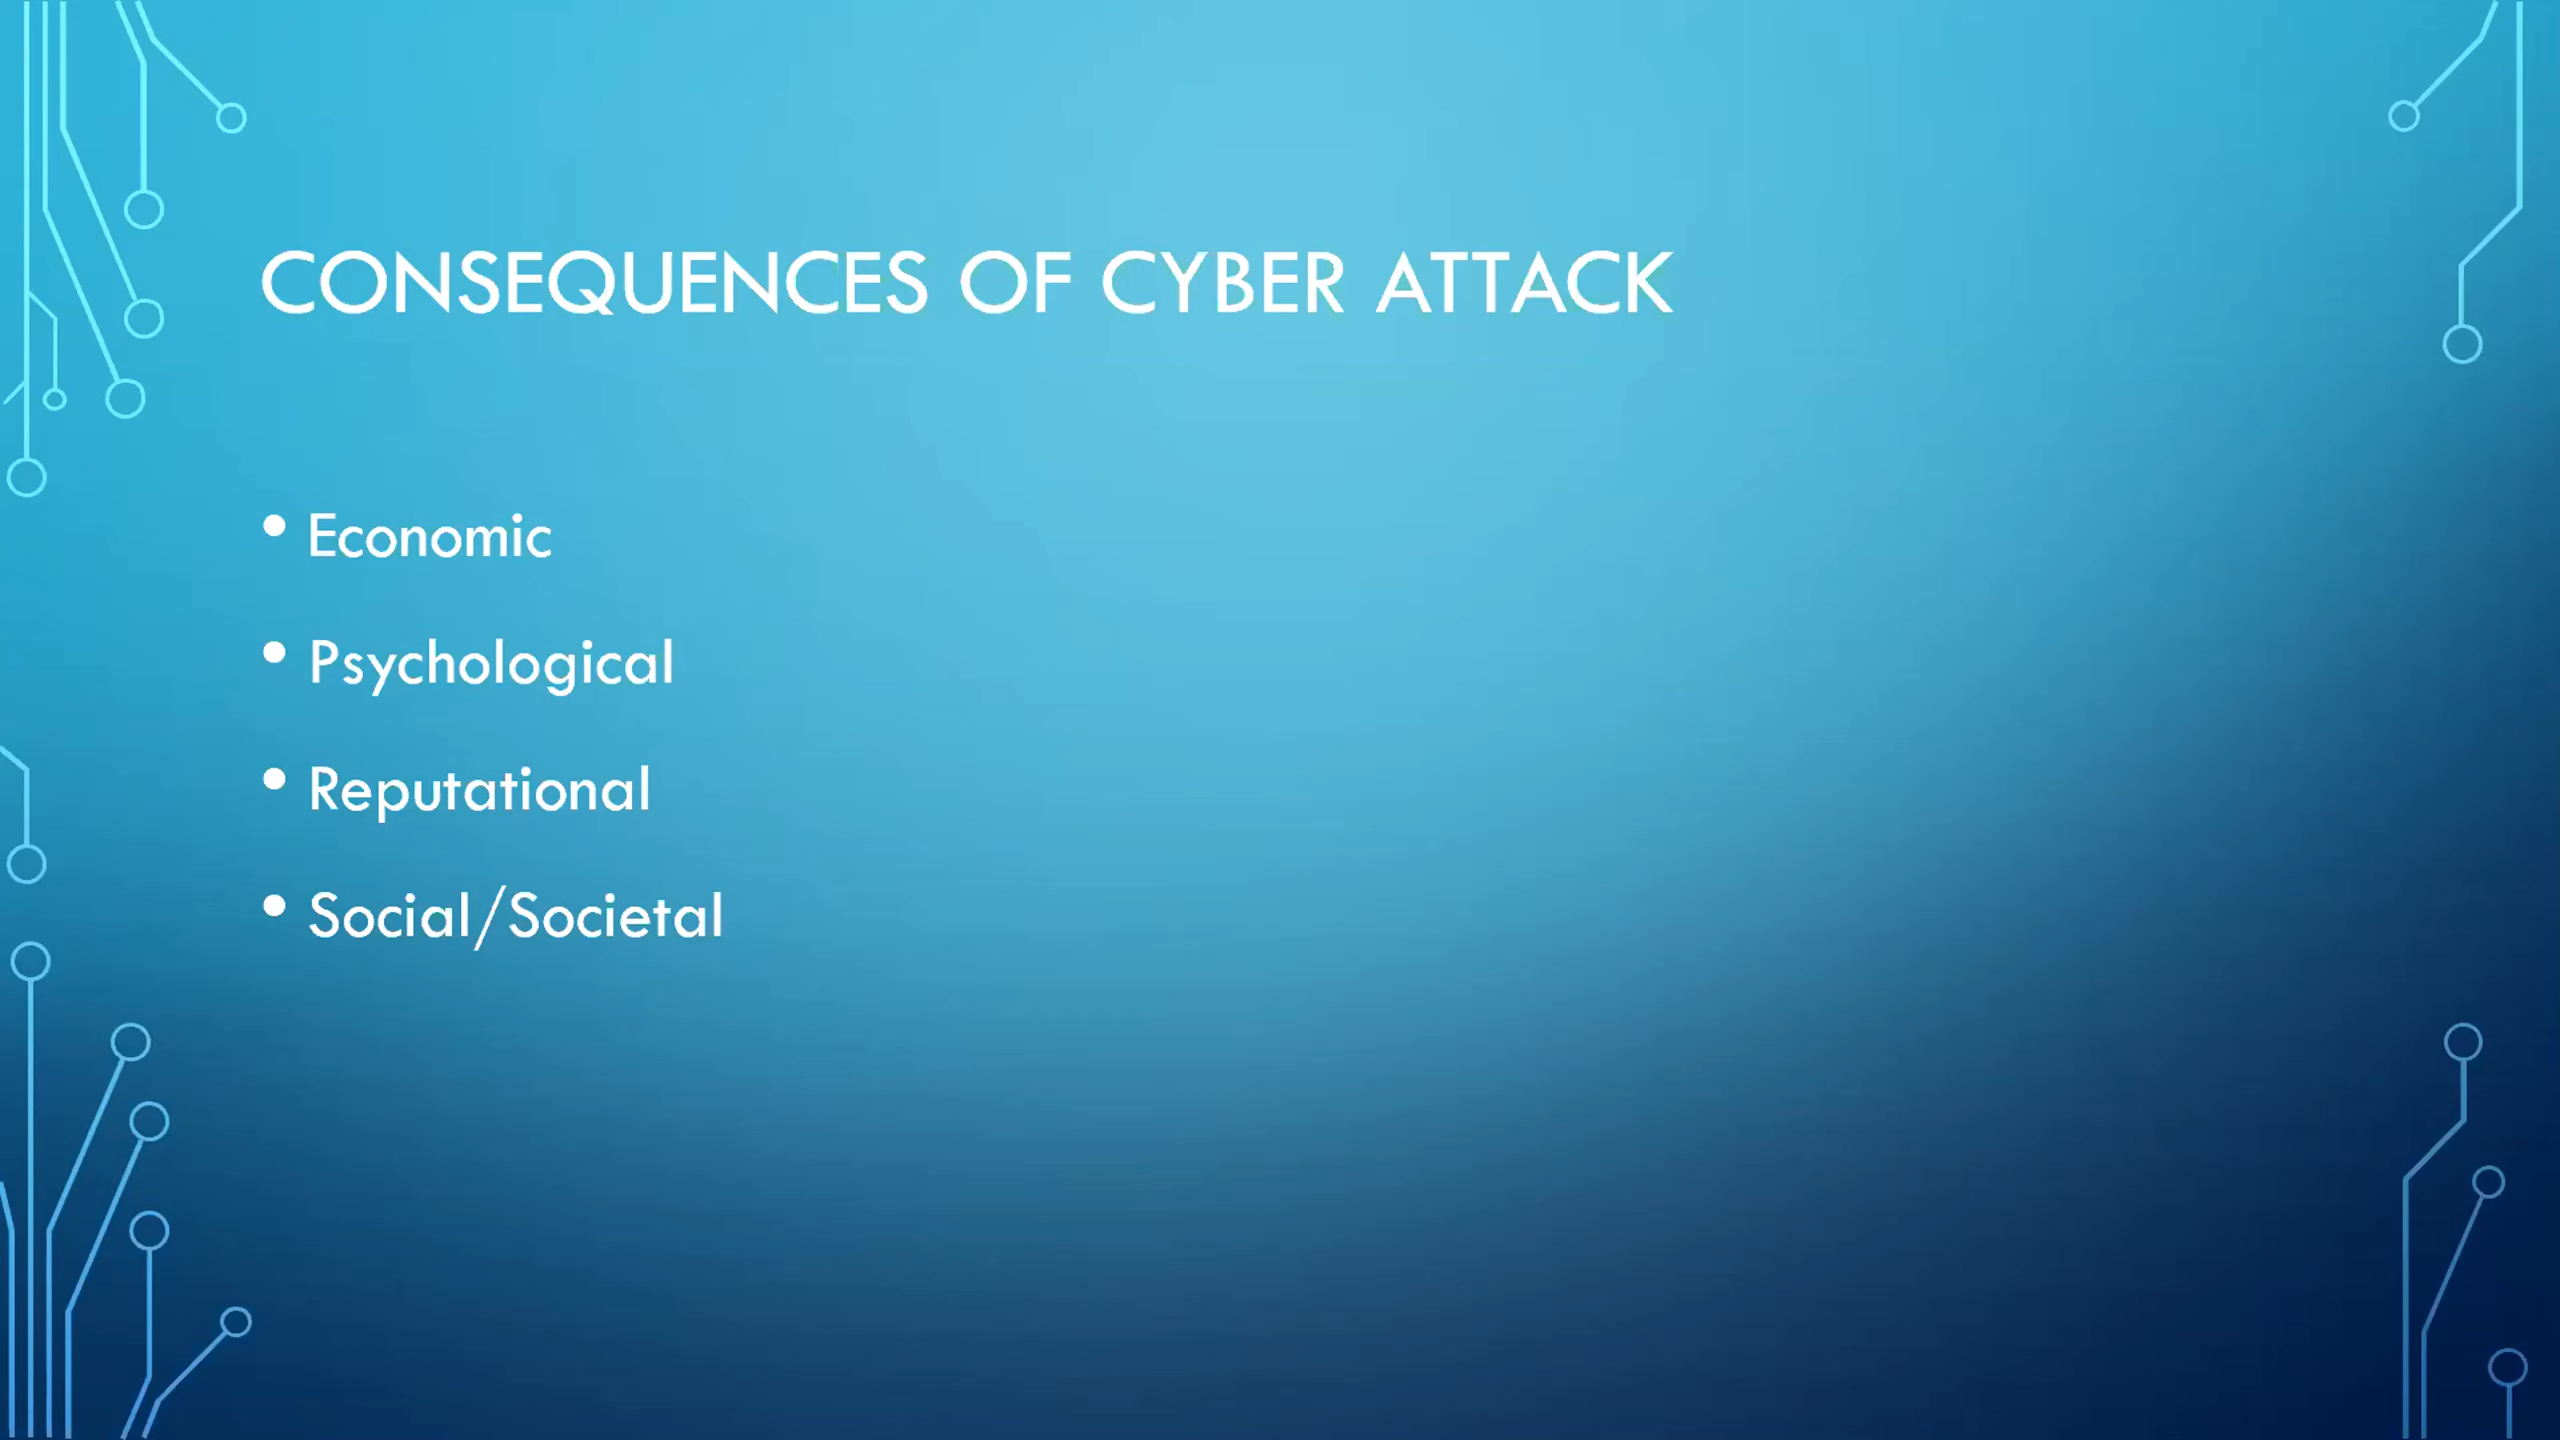 CONSEQUENCES OF CYBER ATTACK
• Economic
• Psychological
• Reputational
• Social/Societal